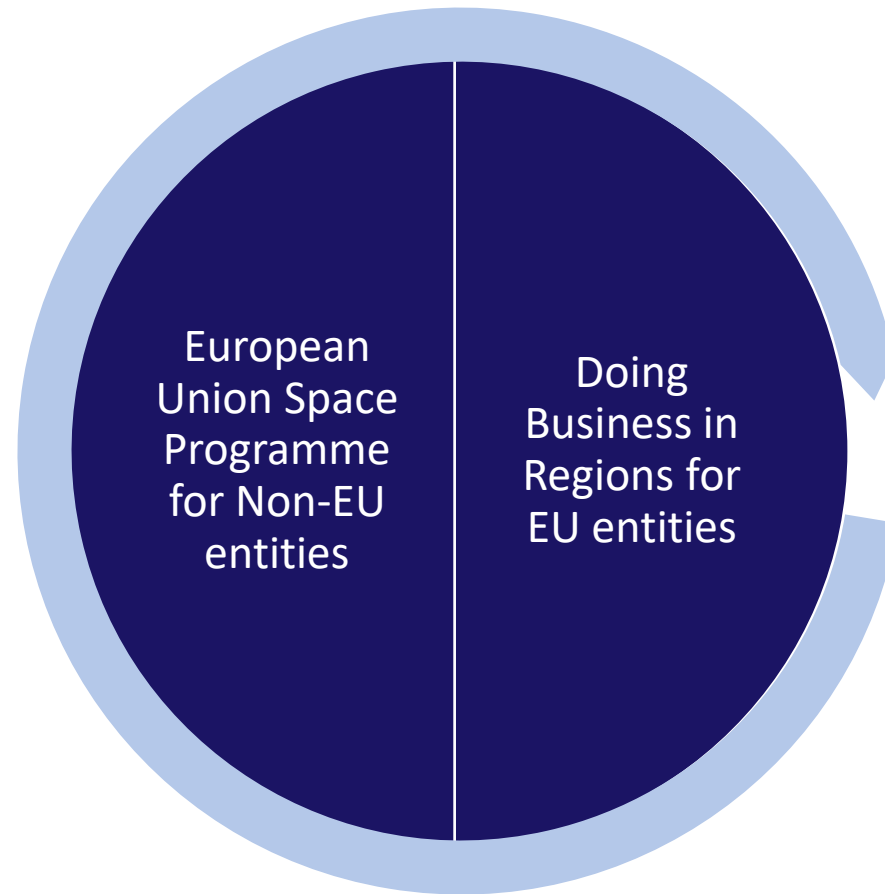 European
Union Space
Programme
for Non-EU
entities
Doing
Business in
Regions for
EU entities